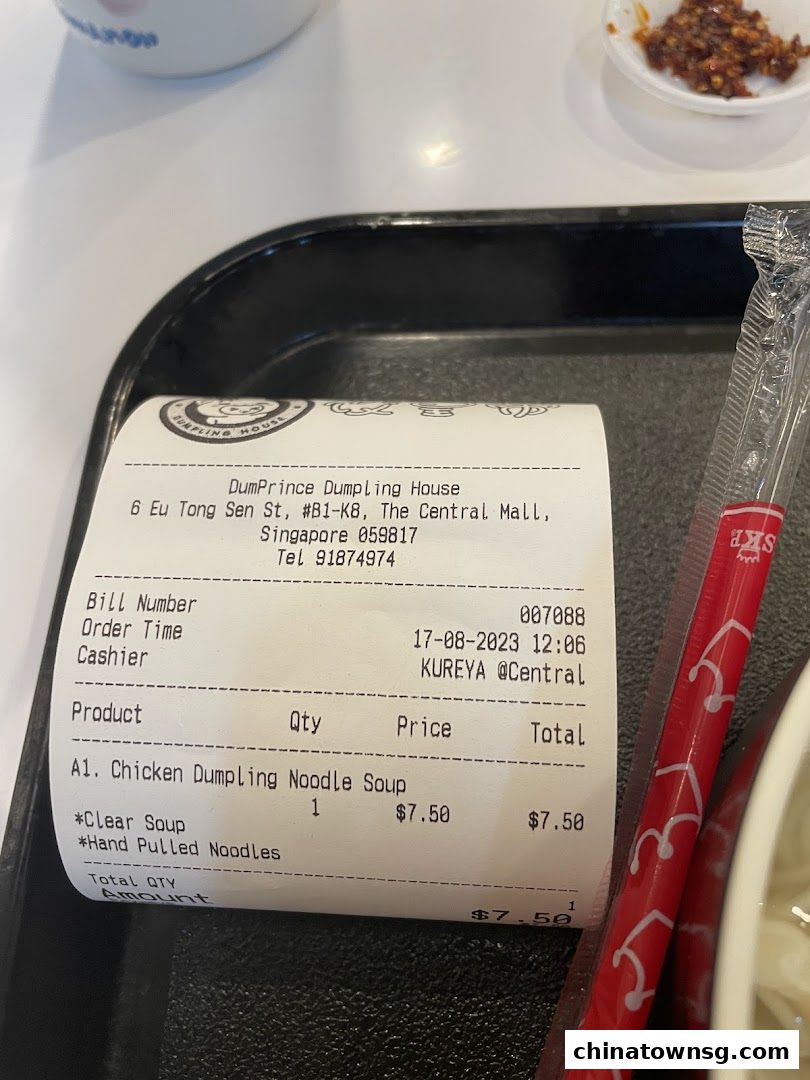 DUMPLING HOUSE
DumPrince Dumpling House
6 Eu Tong Sen St, #B1-K8, The Central Mall,
Singapore 059817
Tel 91874974
Bill Number 007088
Order Time 17-08-2023 12:06
Cashier KUREYA @Central
Product Qty Price Total
A1. Chicken Dumpling Noodle Soup
1 $7.50 $7.50
*Clear Soup
*Hand Pulled Noodles
Total QTY 1
Amount $7.50
SKP
chinatownsg.com